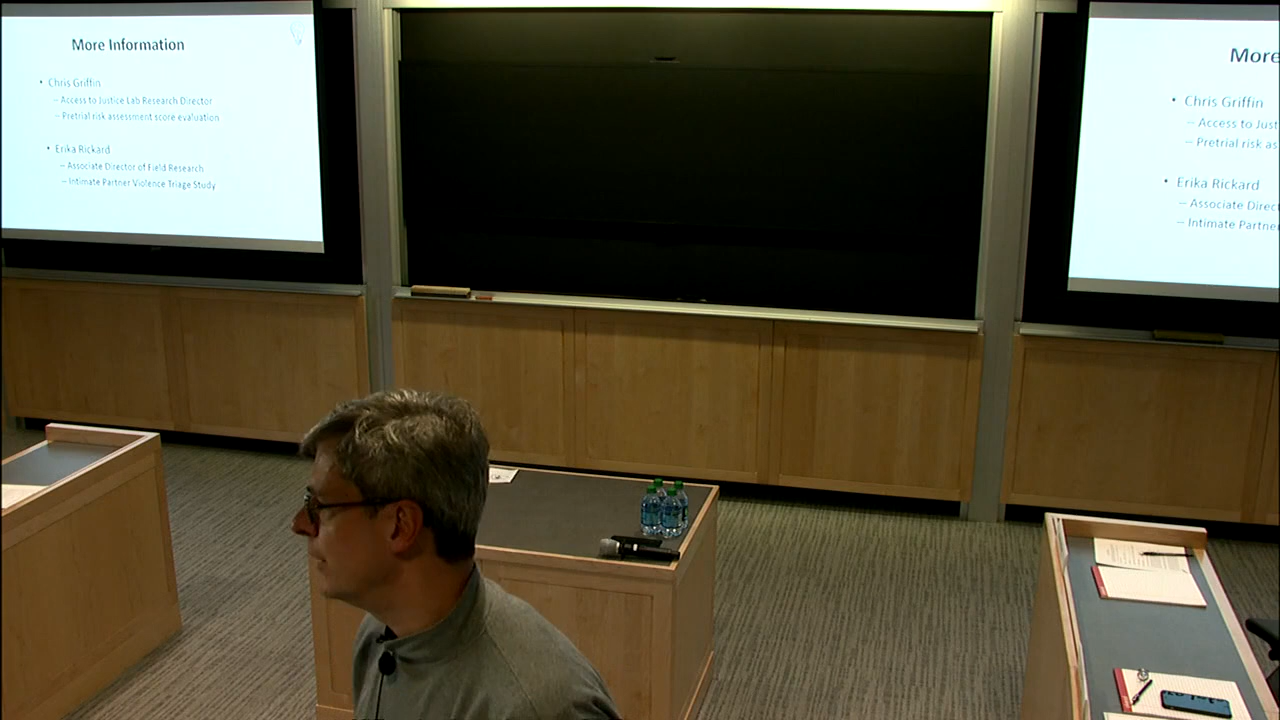 More Information
• Chris Griffin
– Access to Justice Lab Research Director
– Pretrial risk assessment score evaluation
• Erika Rickard
– Associate Director of Field Research
– Intimate Partner Violence Triage Study
More
• Chris Griffin
– Access to Just
– Pretrial risk as
• Erika Rickard
– Associate Direc
– Intimate Partne